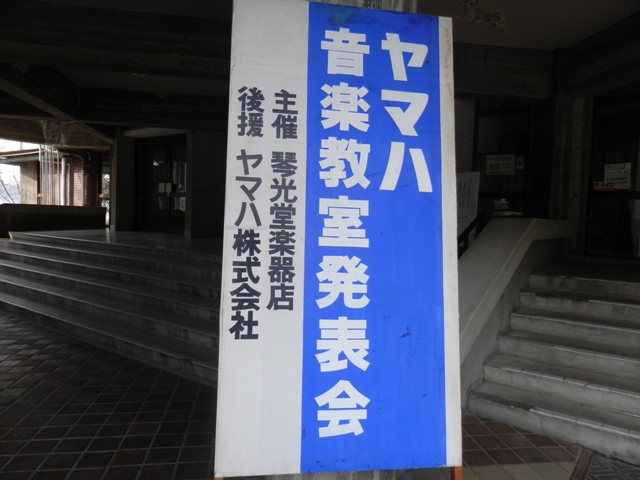 ヤマハ
音楽教室発表会
主催 琴光堂楽器店
後援 ヤマハ株式会社